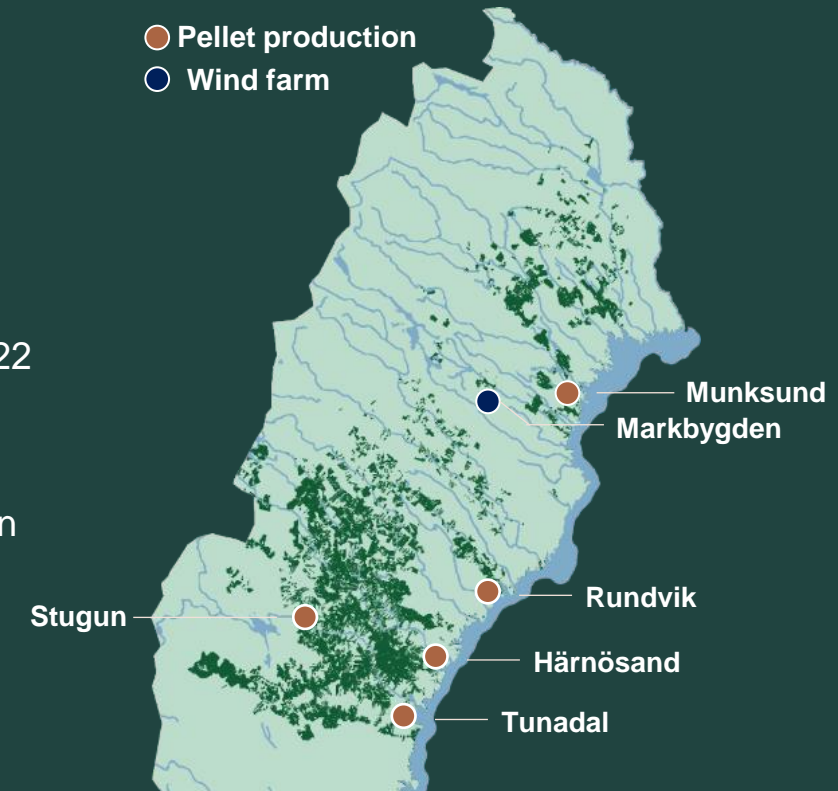 Pellet production
Wind farm
22
Munksund
Markbygden
n
Rundvik
Stugun
Härnösand
Tunadal